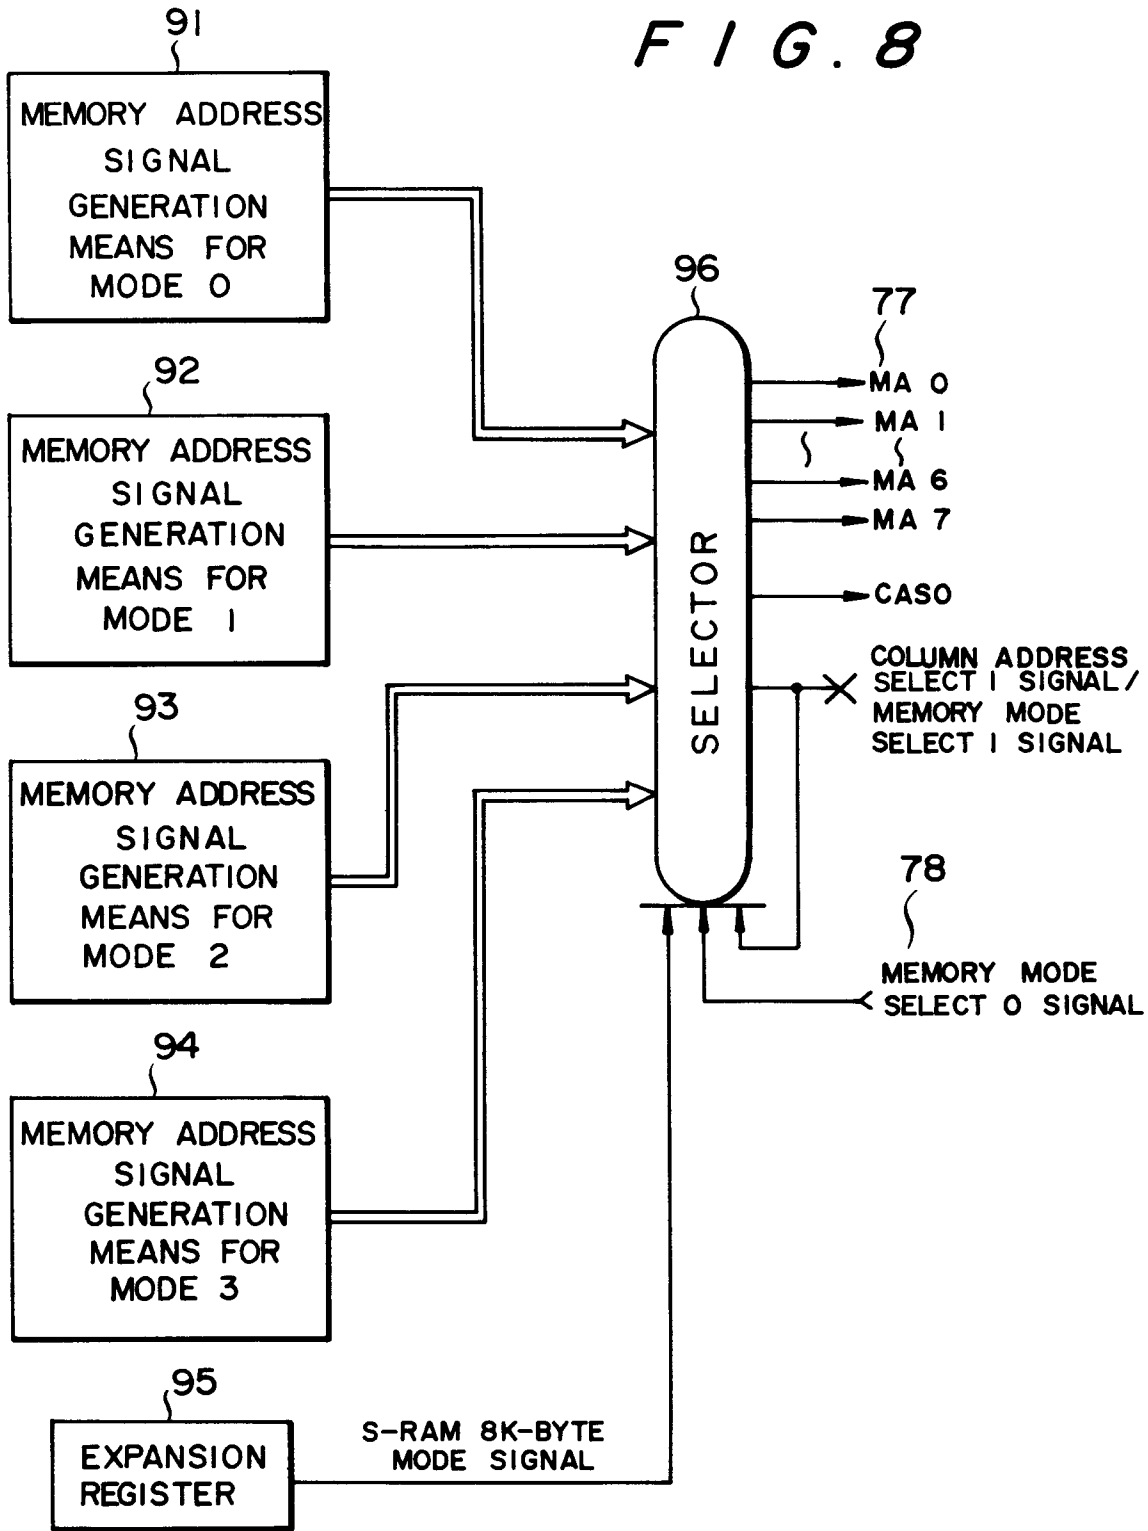 FIG. 8
91
MEMORY ADDRESS
SIGNAL
GENERATION
MEANS FOR
MODE 0
92
MEMORY ADDRESS
SIGNAL
GENERATION
MEANS FOR
MODE 1
93
MEMORY ADDRESS
SIGNAL
GENERATION
MEANS FOR
MODE 2
94
MEMORY ADDRESS
SIGNAL
GENERATION
MEANS FOR
MODE 3
95
EXPANSION
REGISTER
S-RAM 8K-BYTE
MODE SIGNAL
96
SELECTOR
77
MA 0
MA 1
MA 6
MA 7
CAS0
COLUMN ADDRESS
SELECT 1 SIGNAL/
MEMORY MODE
SELECT 1 SIGNAL
78
MEMORY MODE
SELECT 0 SIGNAL